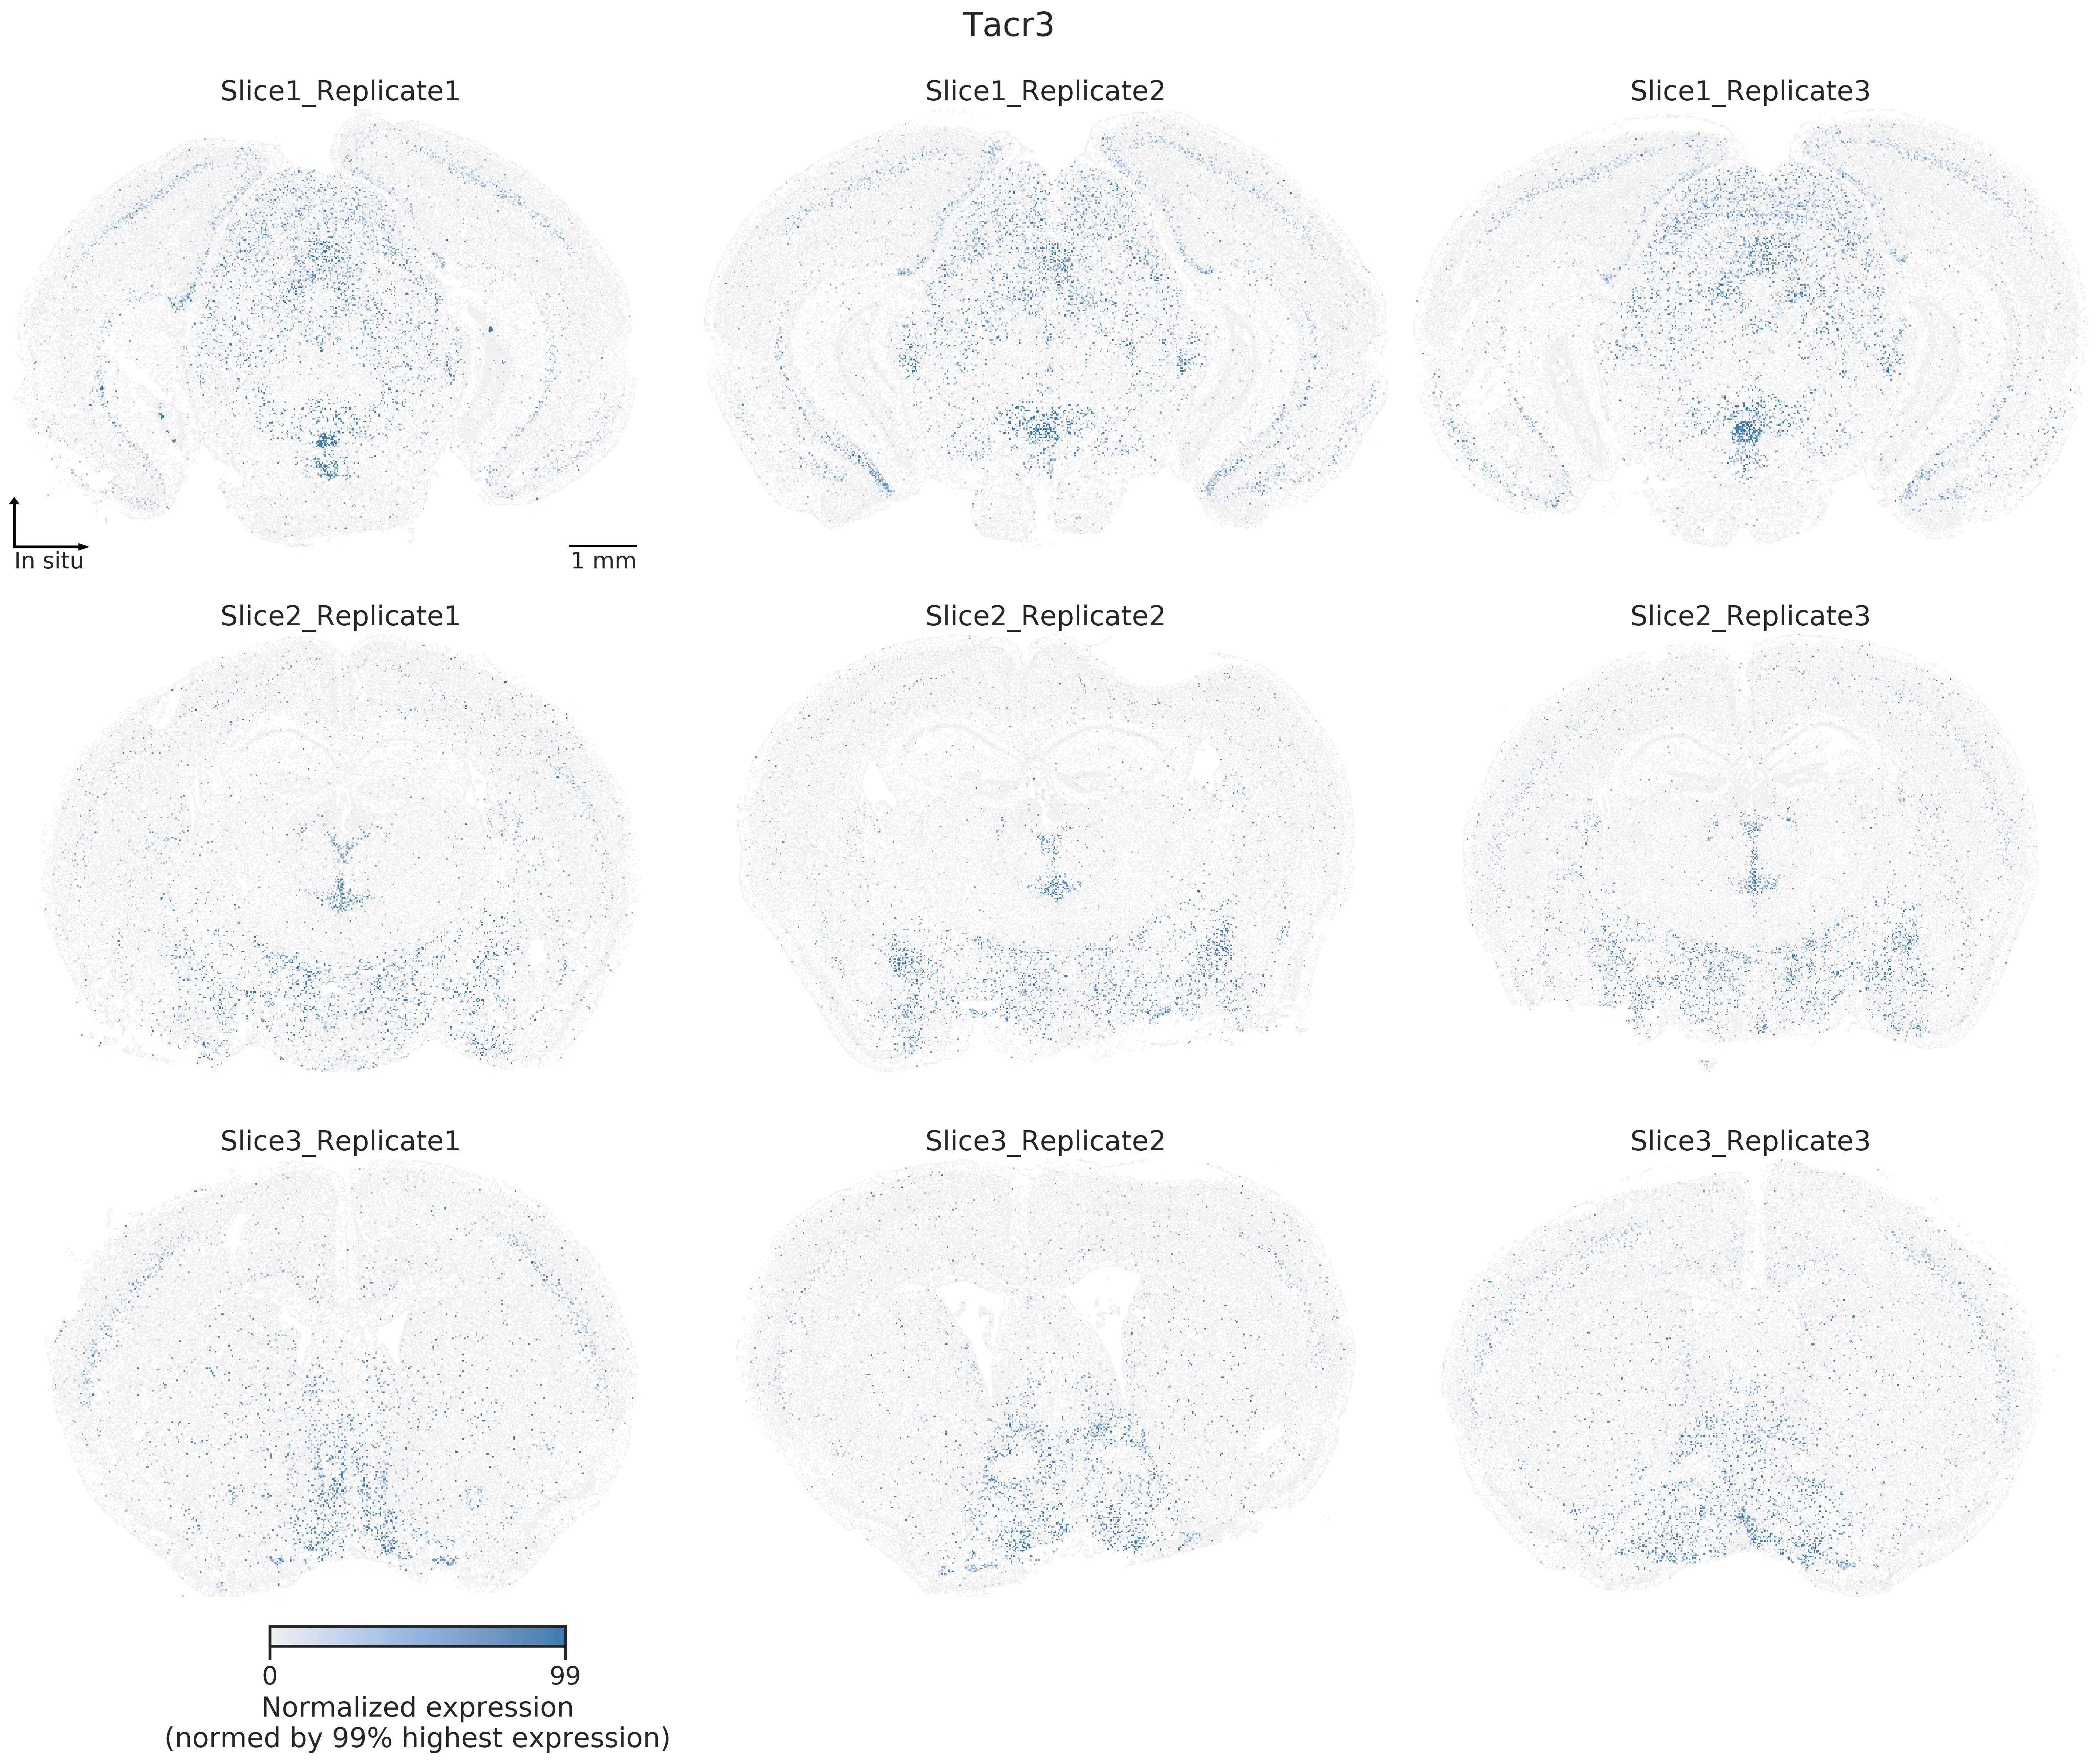 Tacr3
Slice1_Replicate1
Slice1_Replicate2
Slice1_Replicate3
In situ
1 mm
Slice2_Replicate1
Slice2_Replicate2
Slice2_Replicate3
Slice3_Replicate1
Slice3_Replicate2
Slice3_Replicate3
0
99
Normalized expression
(normed by 99% highest expression)